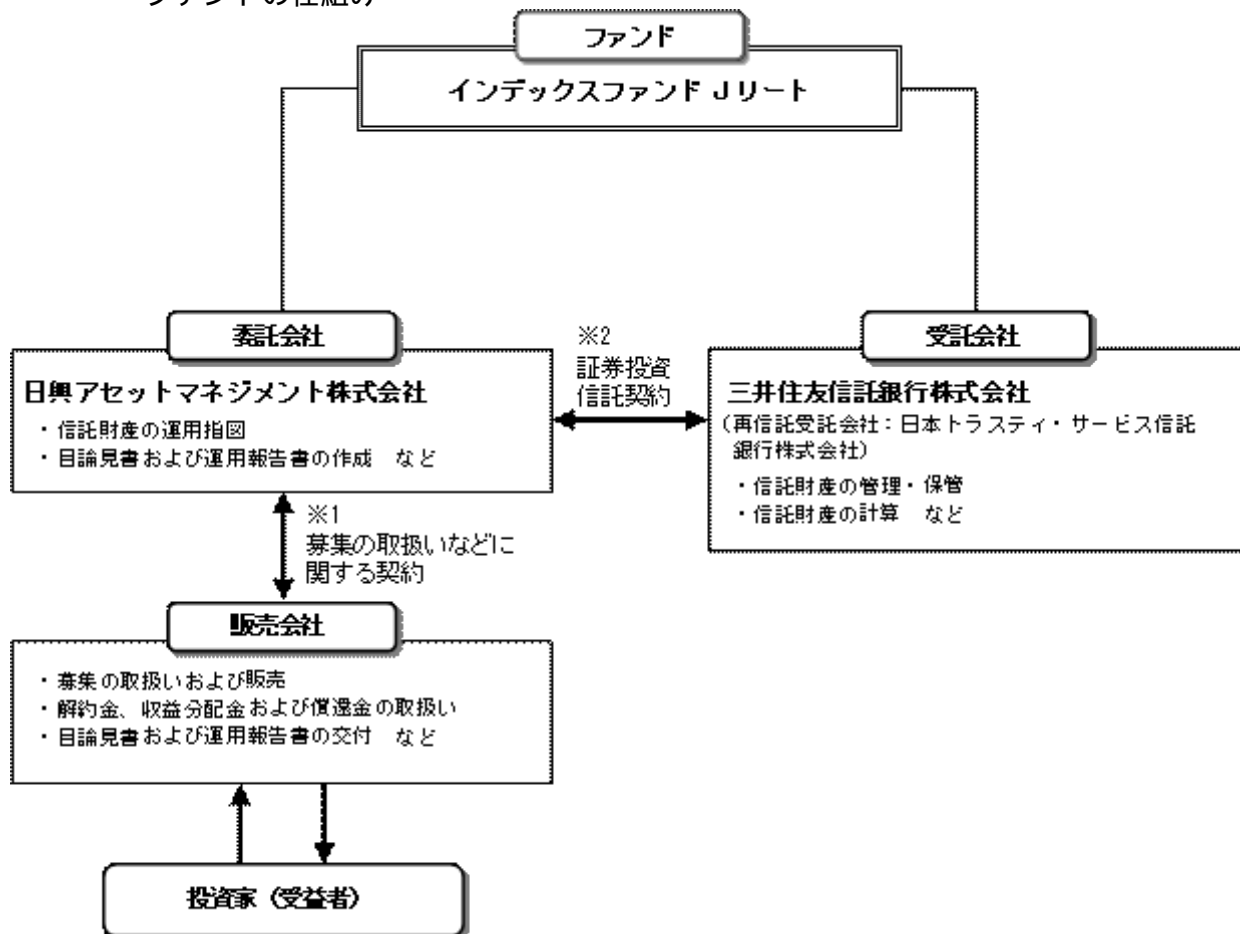 ファンドの仕組み
ファンド
インデックスファンドJリート
委託会社
日興アセットマネジメント株式会社
・信託財産の運用指図
・目論見書および運用報告書の作成 など
※2
証券投資
信託契約
受託会社
三井住友信託銀行株式会社
(再信託受託会社:日本トラスティ・サービス信託
銀行株式会社)
・信託財産の管理・保管
・信託財産の計算 など
※1
募集の取扱いなどに
関する契約
販売会社
・募集の取扱いおよび販売
・解約金、収益分配金および償還金の取扱い
・目論見書および運用報告書の交付 など
投資家(受益者)